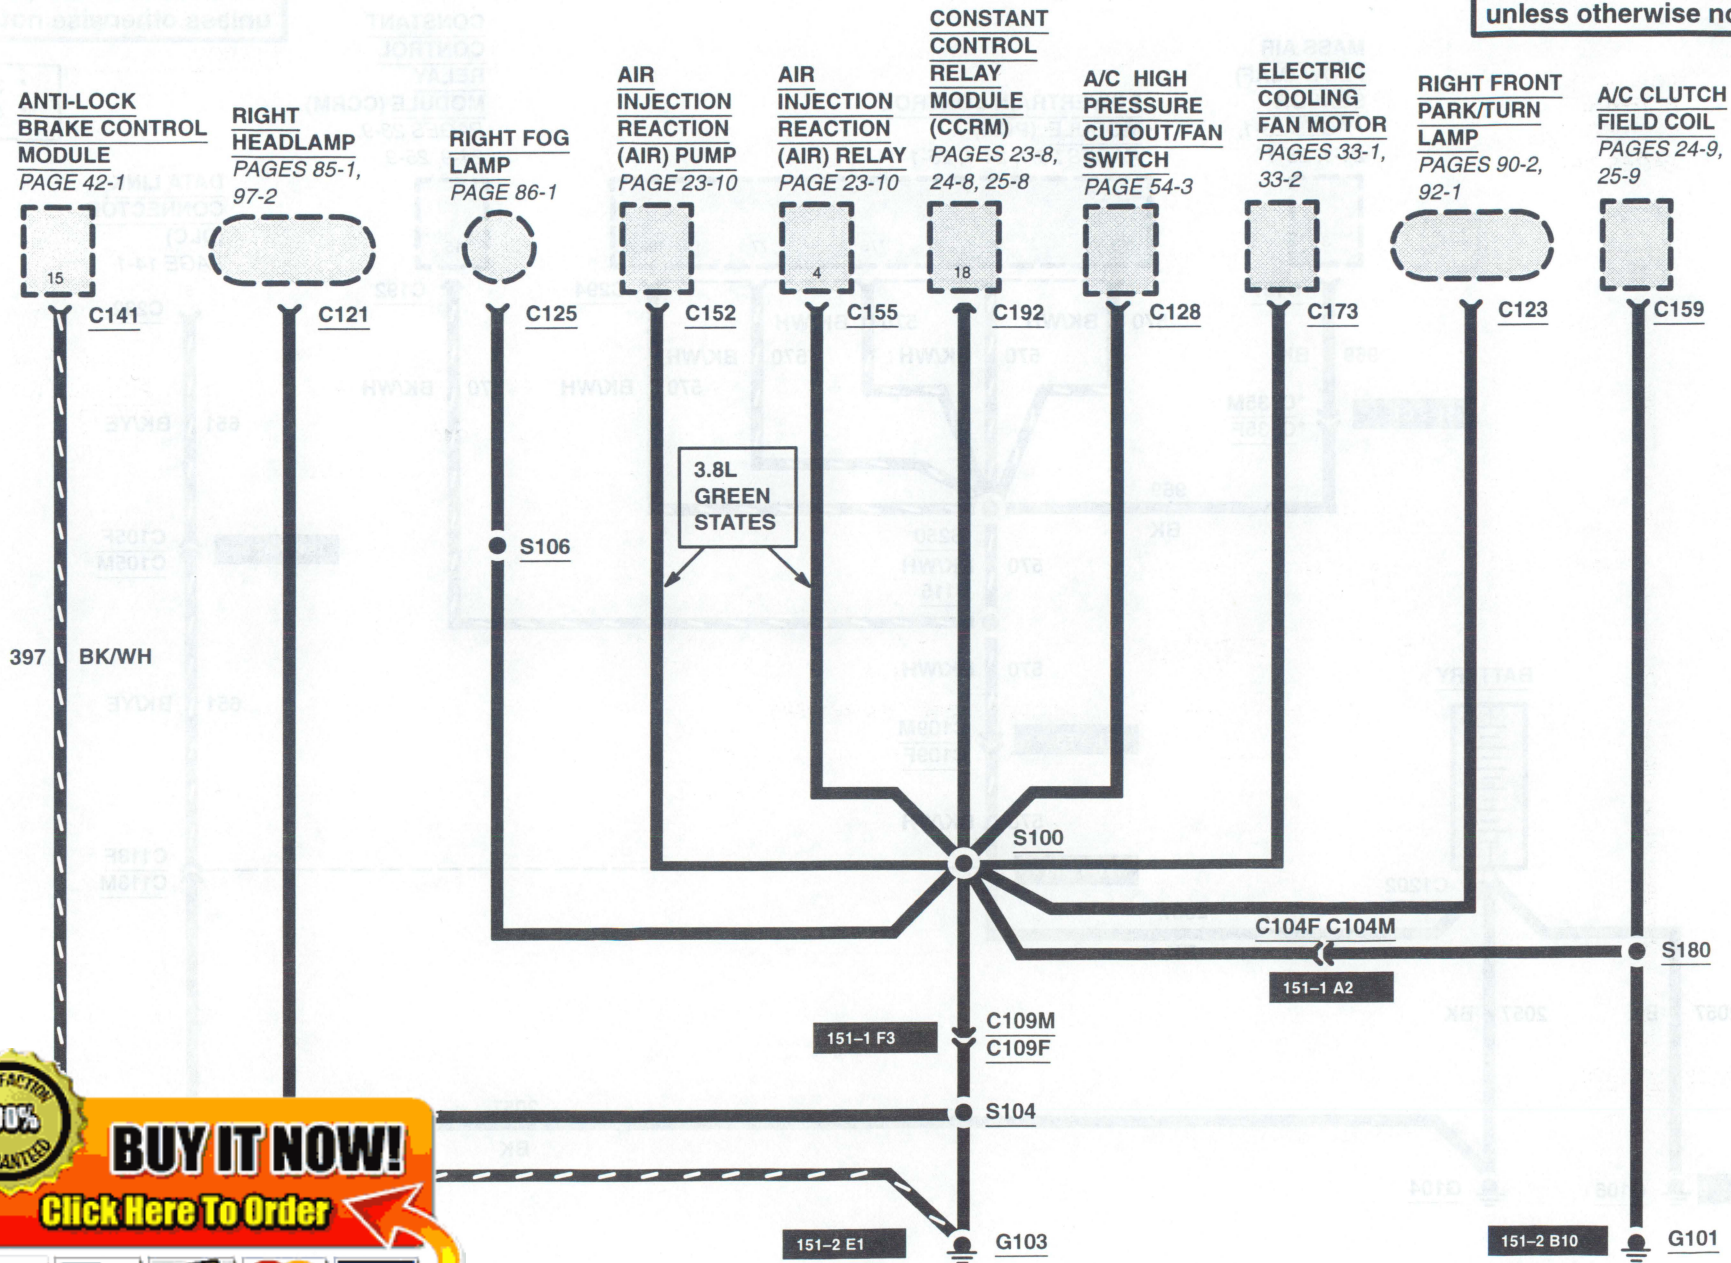 unless otherwise no
ANTI-LOCK
BRAKE CONTROL
MODULE
PAGE 42-1
RIGHT
HEADLAMP
PAGES 85-1,
97-2
RIGHT FOG
LAMP
PAGE 86-1
AIR
INJECTION
REACTION
(AIR) PUMP
PAGE 23-10
AIR
INJECTION
REACTION
(AIR) RELAY
PAGE 23-10
CONSTANT
CONTROL
RELAY
MODULE
(CCRM)
PAGES 23-8,
24-8, 25-8
A/C HIGH
PRESSURE
CUTOUT/FAN
SWITCH
PAGE 54-3
ELECTRIC
COOLING
FAN MOTOR
PAGES 33-1,
33-2
RIGHT FRONT
PARK/TURN
LAMP
PAGES 90-2,
92-1
A/C CLUTCH
FIELD COIL
PAGES 24-9,
25-9
15
4
18
C141
C121
C125
C152
C155
C192
C128
C173
C123
C159
3.8L
GREEN
STATES
S106
397 BK/WH
S100
C104F C104M
S180
151–1 A2
151–1 F3
C109M
C109F
S104
BUY IT NOW!
Click Here To Order
151–2 E1
G103
151–2 B10
G101